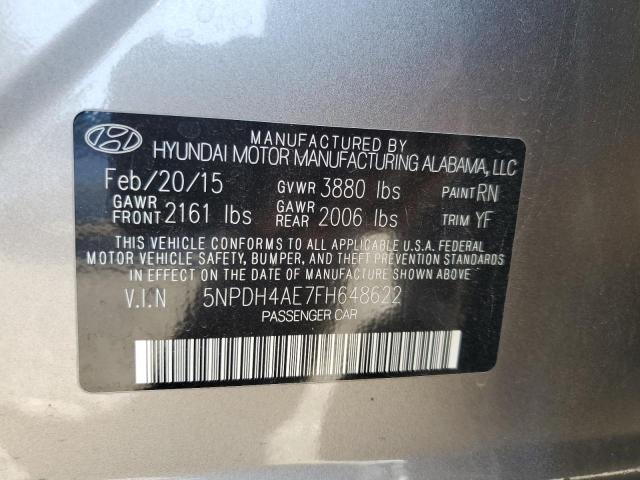 MANUFACTURED BY
HYUNDAI MOTOR MANUFACTURING ALABAMA, LLC
Feb/20/15 GVWR 3880 lbs PAINT RN
GAWR FRONT 2161 lbs GAWR REAR 2006 lbs TRIM YF
THIS VEHICLE CONFORMS TO ALL APPLICABLE U.S.A. FEDERAL
MOTOR VEHICLE SAFETY, BUMPER, AND THEFT PREVENTION STANDARDS
IN EFFECT ON THE DATE OF MANUFACTURE SHOWN ABOVE.
V.I.N 5NPDH4AE7FH648622
PASSENGER CAR